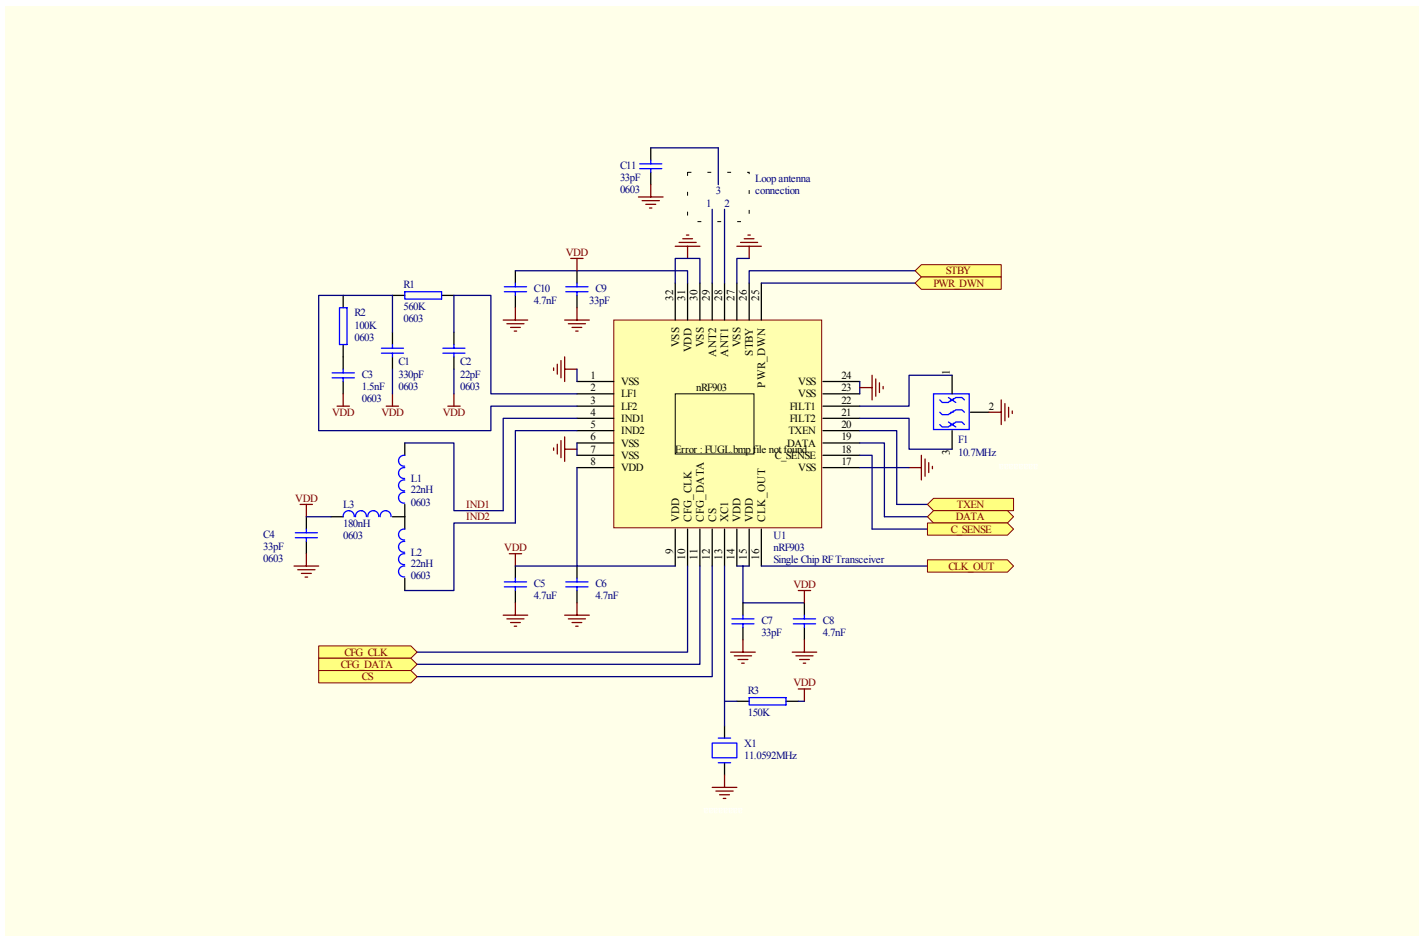 C11
33pF
0603
Loop antenna
connection
3
1
2
VDD
C10
4.7nF
C9
33pF
STBY
PWR_DWN
32
31
30
29
28
27
26
25
VSS
VDD
VSS
ANT2
ANT1
VSS
STBY
PWR_DWN
R1
560K
0603
R2
100K
0603
C1
330pF
0603
C2
22pF
0603
C3
1.5nF
0603
VDD
VDD
VDD
1
2
3
4
5
6
7
8
VSS
LF1
LF2
IND1
IND2
VSS
VSS
VDD
nRF903
Error : FUGL.bmp file not found.
VSS
VSS
FILT1
FILT2
TXEN
DATA
C_SENSE
VSS
24
23
22
21
20
19
18
17
1
2
3
F1
10.7MHz
L1
22nH
0603
VDD
L3
180nH
0603
IND1
IND2
C4
33pF
0603
L2
22nH
0603
VDD
CFG_CLK
CFG_DATA
CS
XC1
VDD
VDD
CLK_OUT
9
10
11
12
13
14
15
16
U1
nRF903
Single Chip RF Transceiver
TXEN
DATA
C_SENSE
CLK_OUT
VDD
C5
4.7uF
C6
4.7nF
VDD
C7
33pF
C8
4.7nF
CFG_CLK
CFG_DATA
CS
VDD
R3
150K
X1
11.0592MHz